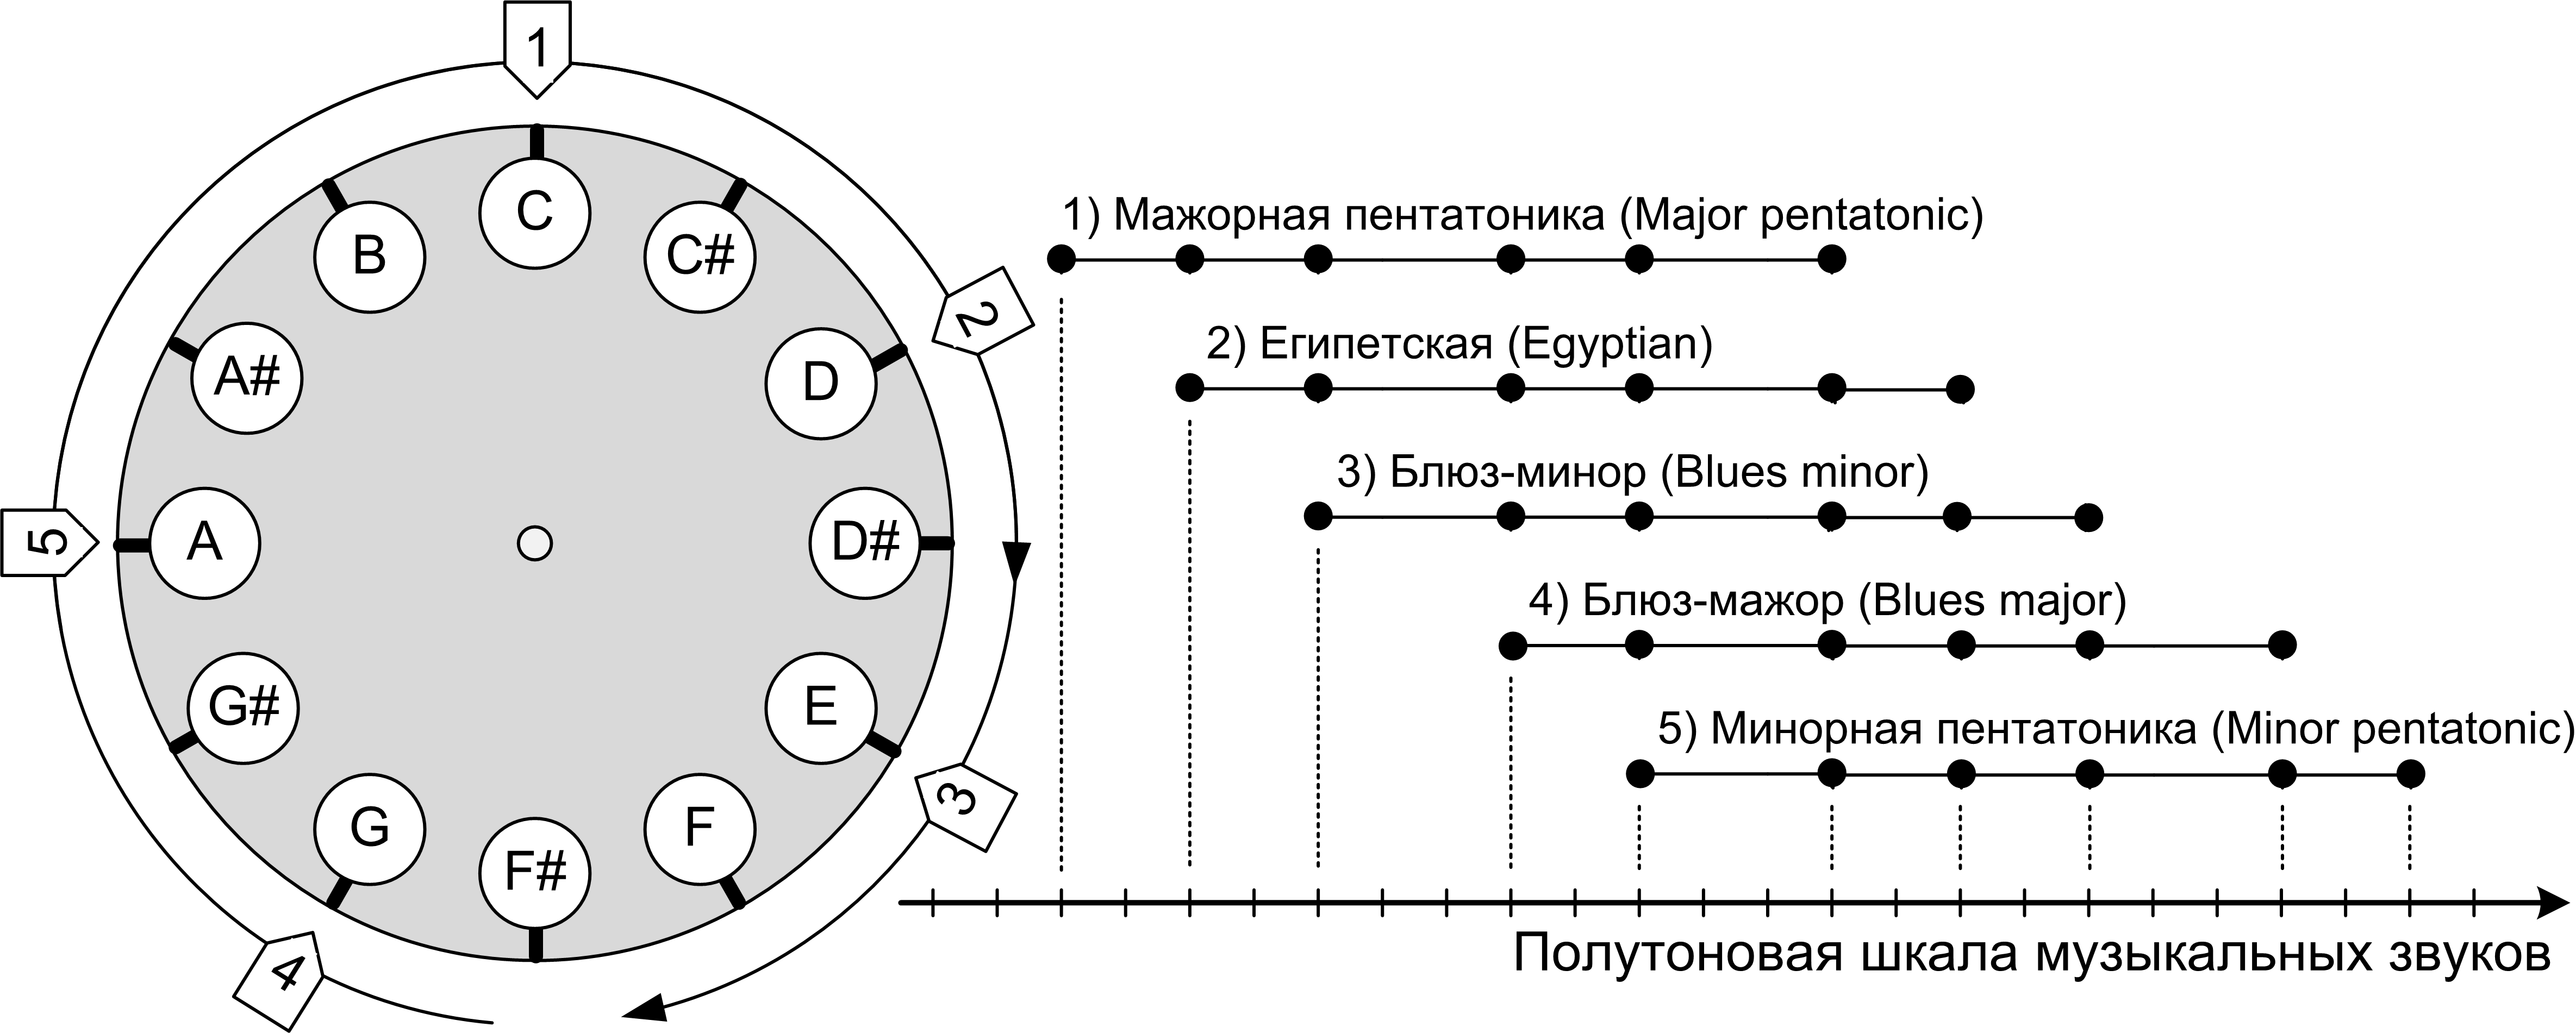 1
2
3
4
5
C
C#
D
D#
E
F
F#
G
G#
A
A#
B
1) Мажорная пентатоника (Major pentatonic)
2) Египетская (Egyptian)
3) Блюз-минор (Blues minor)
4) Блюз-мажор (Blues major)
5) Минорная пентатоника (Minor pentatonic)
Полутоновая шкала музыкальных звуков